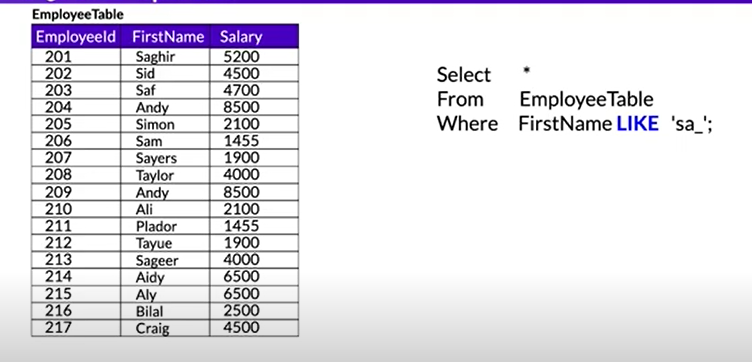 EmployeeTable
EmployeeId FirstName Salary
201 Saghir 5200
202 Sid 4500
203 Saf 4700
204 Andy 8500
205 Simon 2100
206 Sam 1455
207 Sayers 1900
208 Taylor 4000
209 Andy 8500
210 Ali 2100
211 Plador 1455
212 Tayue 1900
213 Sageer 4000
214 Aidy 6500
215 Aly 6500
216 Bilal 2500
217 Craig 4500
Select *
From EmployeeTable
Where FirstName LIKE 'sa_';